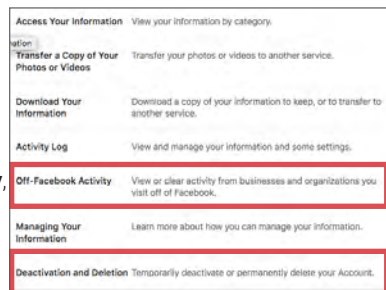 Access Your Information View your information by category.
ation
Transfer a Copy of Your Transfer your photos or videos to another service.
Photos or Videos
Download Your Download a copy of your information to keep, or to transfer to
Information another service.
Activity Log View and manage your information and some settings.
Off-Facebook Activity View or clear activity from businesses and organizations you
visit off of Facebook.
Managing Your Learn more about how you can manage your information.
Information
Deactivation and Deletion Temporarily deactivate or permanently delete your Account.